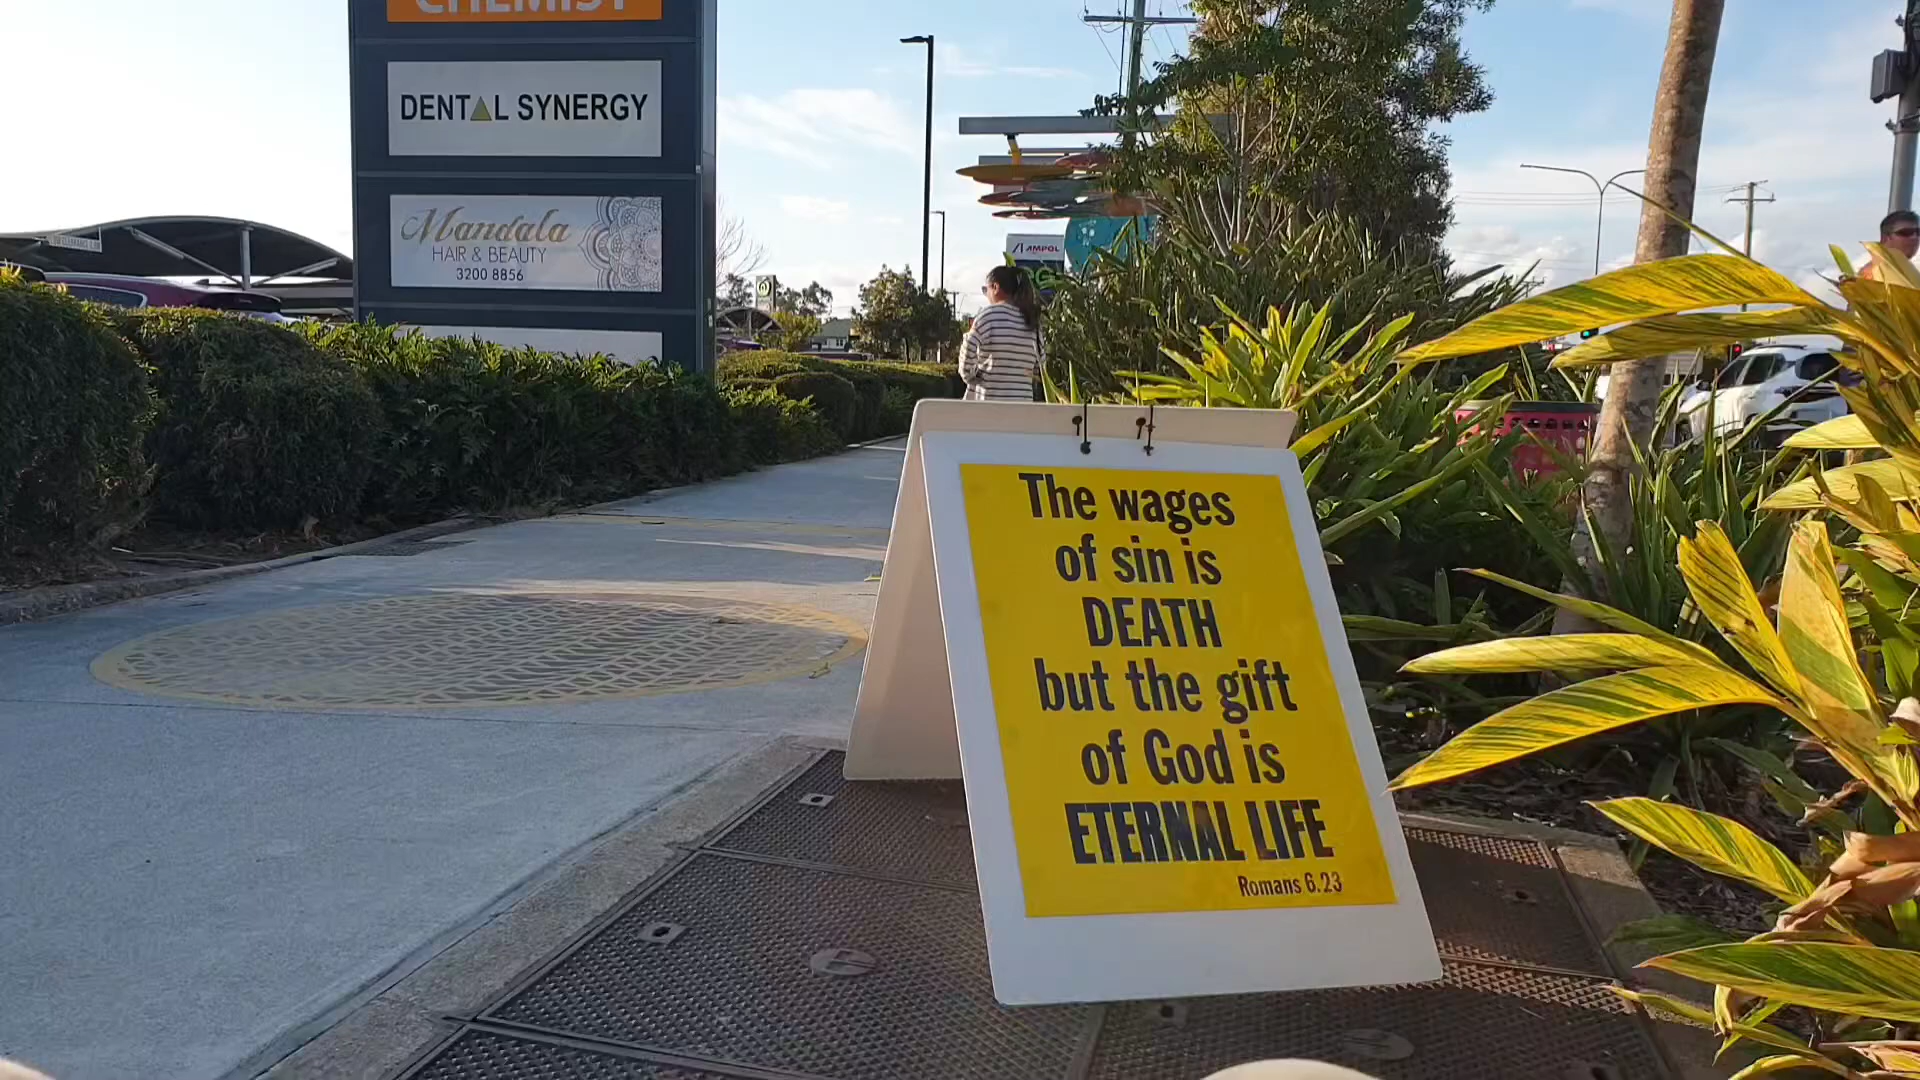 CHEMIST
DENTAL SYNERGY
Mandala
HAIR & BEAUTY
3200 8856
AMPOL
The wages
of sin is
DEATH
but the gift
of God is
ETERNAL LIFE
Romans 6.23